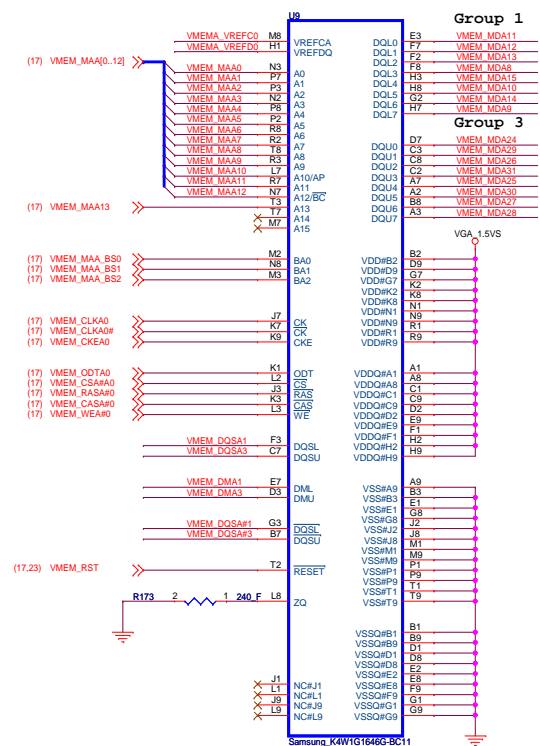 U9
Group 1
VMEMA_VREFC0 M8 VREFCA DQL0 E3 VMEM_MDA11
VMEMA_VREFD0 H1 VREFDQ DQL1 F7 VMEM_MDA12
DQL2 F2 VMEM_MDA13
(17) VMEM_MAA[0..12] DQL3 F8 VMEM_MDA8
VMEM_MAA0 N3 A0 DQL4 H3 VMEM_MDA15
VMEM_MAA1 P7 A1 DQL5 H8 VMEM_MDA10
VMEM_MAA2 P3 A2 DQL6 G2 VMEM_MDA14
VMEM_MAA3 N2 A3 DQL7 H7 VMEM_MDA9
VMEM_MAA4 P8 A4
Group 3
VMEM_MAA5 P2 A5
VMEM_MAA6 R8 A6 DQU0 D7 VMEM_MDA24
VMEM_MAA7 R2 A7 DQU1 C3 VMEM_MDA29
VMEM_MAA8 T8 A8 DQU2 C8 VMEM_MDA26
VMEM_MAA9 R3 A9 DQU3 C2 VMEM_MDA31
VMEM_MAA10 L7 A10/AP DQU4 A7 VMEM_MDA25
VMEM_MAA11 R7 A11 DQU5 A2 VMEM_MDA30
VMEM_MAA12 N7 A12/BC DQU6 B8 VMEM_MDA27
(17) VMEM_MAA13 T3 A13 DQU7 A3 VMEM_MDA28
T7 A14
M7 A15
VGA_1.5VS
(17) VMEM_MAA_BS0 M2 BA0 VDD#B2 B2
(17) VMEM_MAA_BS1 N8 BA1 VDD#D9 D9
(17) VMEM_MAA_BS2 M3 BA2 VDD#G7 G7
VDD#K2 K2
VDD#K8 K8
VDD#N1 N1
(17) VMEM_CLKA0 J7 CK VDD#N9 N9
(17) VMEM_CLKA0# K7 CK VDD#R1 R1
(17) VMEM_CKEA0 K9 CKE VDD#R9 R9
(17) VMEM_ODTA0 K1 ODT VDDQ#A1 A1
(17) VMEM_CSA#A0 L2 CS VDDQ#A8 A8
(17) VMEM_RASA#0 J3 RAS VDDQ#C1 C1
(17) VMEM_CASA#0 K3 CAS VDDQ#C9 C9
(17) VMEM_WEA#0 L3 WE VDDQ#D2 D2
VDDQ#E9 E9
VDDQ#F1 F1
VMEM_DQSA1 F3 DQSL VDDQ#H2 H2
VMEM_DQSA3 C7 DQSU VDDQ#H9 H9
VMEM_DMA1 E7 DML VSS#A9 A9
VMEM_DMA3 D3 DMU VSS#B3 B3
VSS#E1 E1
VSS#G8 G8
VMEM_DQSA#1 G3 DQSL VSS#J2 J2
VMEM_DQSA#3 B7 DQSU VSS#J8 J8
VSS#M1 M1
VSS#M9 M9
(17,23) VMEM_RST T2 RESET VSS#P1 P1
VSS#P9 P9
VSS#T1 T1
R173 2 1 240_F L8 ZQ VSS#T9 T9
VSSQ#B1 B1
VSSQ#B9 B9
VSSQ#D1 D1
VSSQ#D8 D8
VSSQ#E2 E2
J1 NC#J1 VSSQ#E8 E8
L1 NC#L1 VSSQ#F9 F9
J9 NC#J9 VSSQ#G1 G1
L9 NC#L9 VSSQ#G9 G9
Samsung_K4W1G1646G-BC11